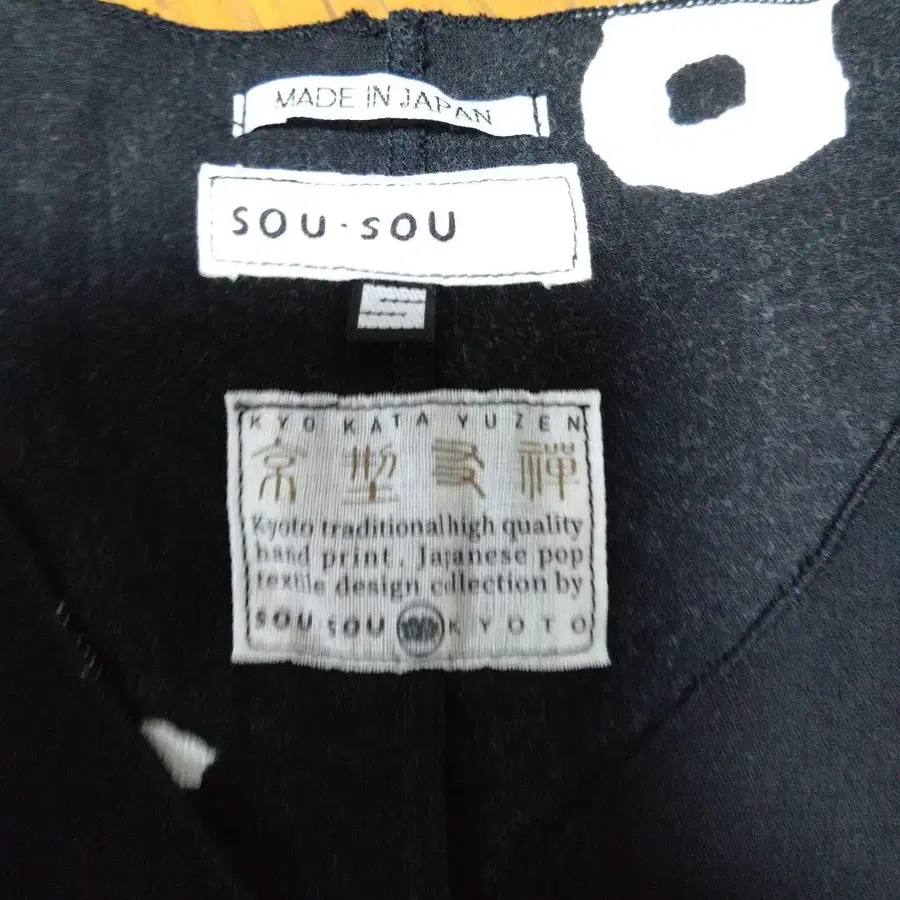 MADE IN JAPAN
SOU・SOU
S
KYO KATA YUZEN
京型友禅
Kyoto traditional high quality
hand print. Japanese pop
textile design collection by
SOU・SOU KYOTO